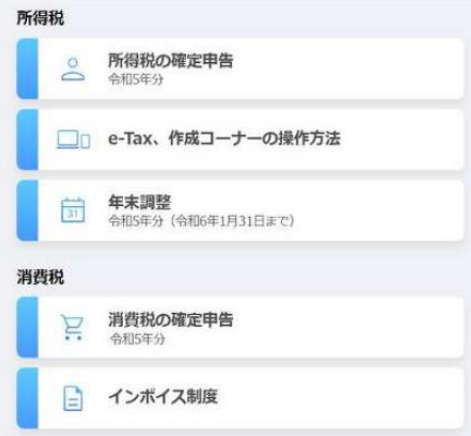 所得税
所得税の確定申告
令和5年分
e-Tax、作成コーナーの操作方法
31
年末調整
令和5年分（令和6年1月31日まで）
消費税
消費税の確定申告
令和5年分
インボイス制度